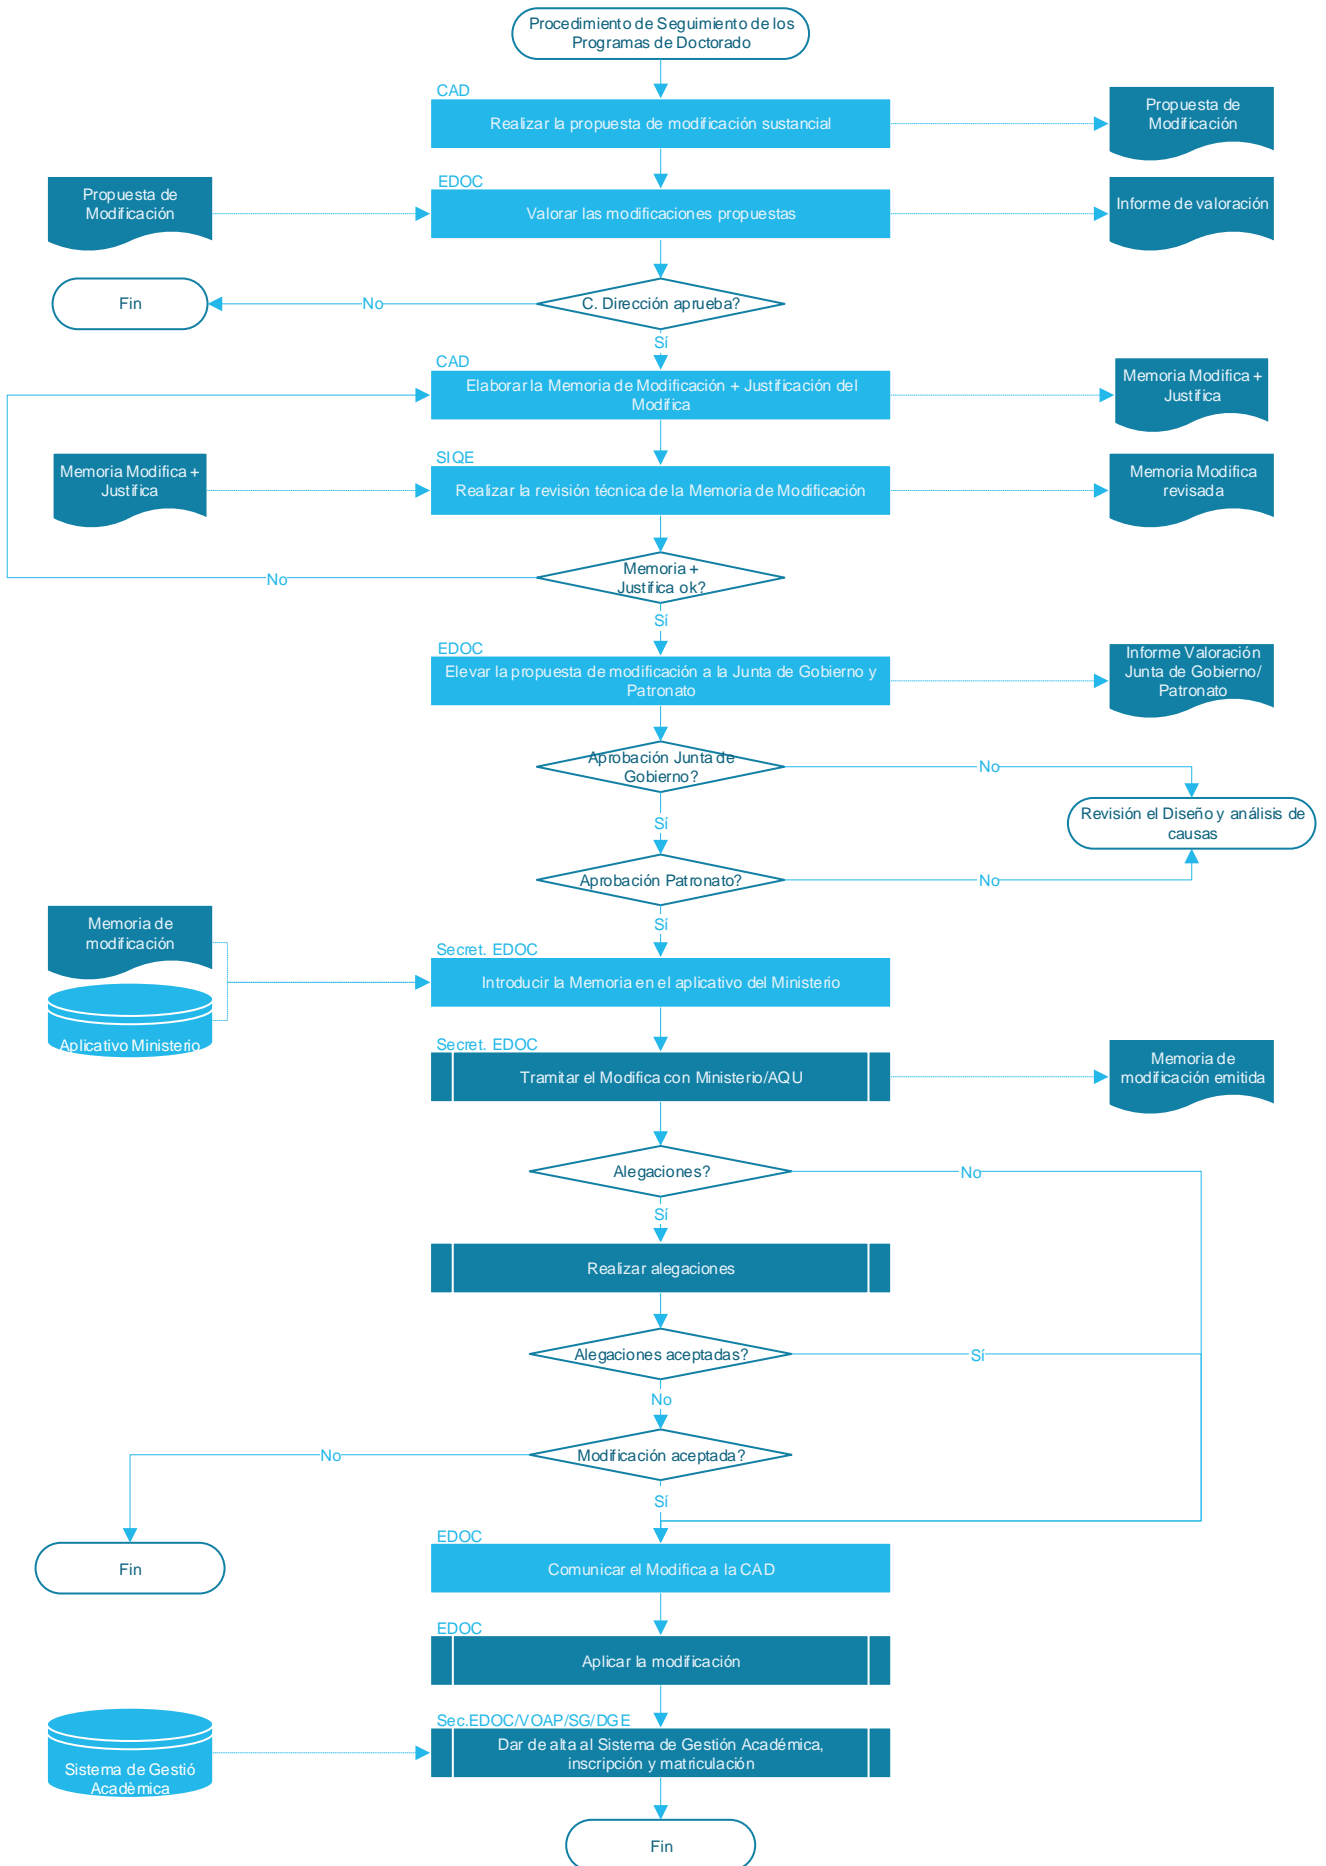 Procedimiento de Seguimiento de los
Programas de Doctorado
CAD
Realizar la propuesta de modificación sustancial
Propuesta de
Modificación
EDOC
Propuesta de
Modificación
Valorar las modificaciones propuestas
Informe de valoración
Fin
No
C. Dirección aprueba?
Sí
CAD
Elaborar la Memoria de Modificación + Justificación del
Modifica
Memoria Modifica +
Justifica
SIQE
Memoria Modifica +
Justifica
Realizar la revisión técnica de la Memoria de Modificación
Memoria Modifica
revisada
No
Memoria +
Justifica ok?
Sí
EDOC
Elevar la propuesta de modificación a la Junta de Gobierno y
Patronato
Informe Valoración
Junta de Gobierno/
Patronato
Aprobación Junta de
Gobierno?
No
Sí
Revisión el Diseño y análisis de
causas
Aprobación Patronato?
No
Sí
Memoria de
modificación
Secret. EDOC
Introducir la Memoria en el aplicativo del Ministerio
Aplicativo Ministerio
Secret. EDOC
Tramitar el Modifica con Ministerio/AQU
Memoria de
modificación emitida
Alegaciones?
No
Sí
Realizar alegaciones
Alegaciones aceptadas?
Sí
No
No
Modificación aceptada?
Sí
EDOC
Fin
Comunicar el Modifica a la CAD
EDOC
Aplicar la modificación
Sec.EDOC/VOAP/SG/DGE
Dar de alta al Sistema de Gestión Académica,
inscripción y matriculación
Sistema de Gestió
Acadèmica
Fin